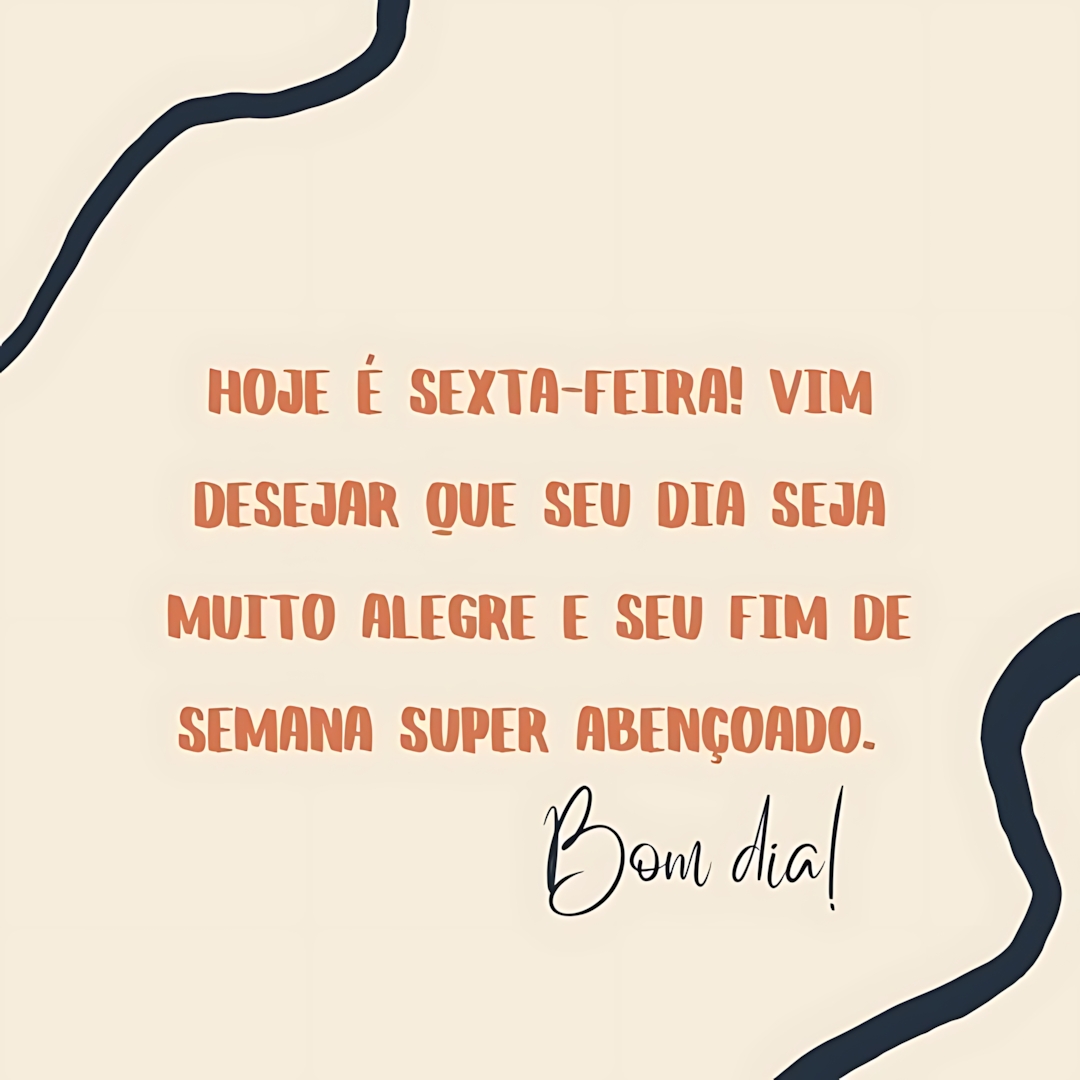 HOJE É SEXTA-FEIRA! VIM
DESEJAR QUE SEU DIA SEJA
MUITO ALEGRE E SEU FIM DE
SEMANA SUPER ABENÇOADO.
Bom dia!